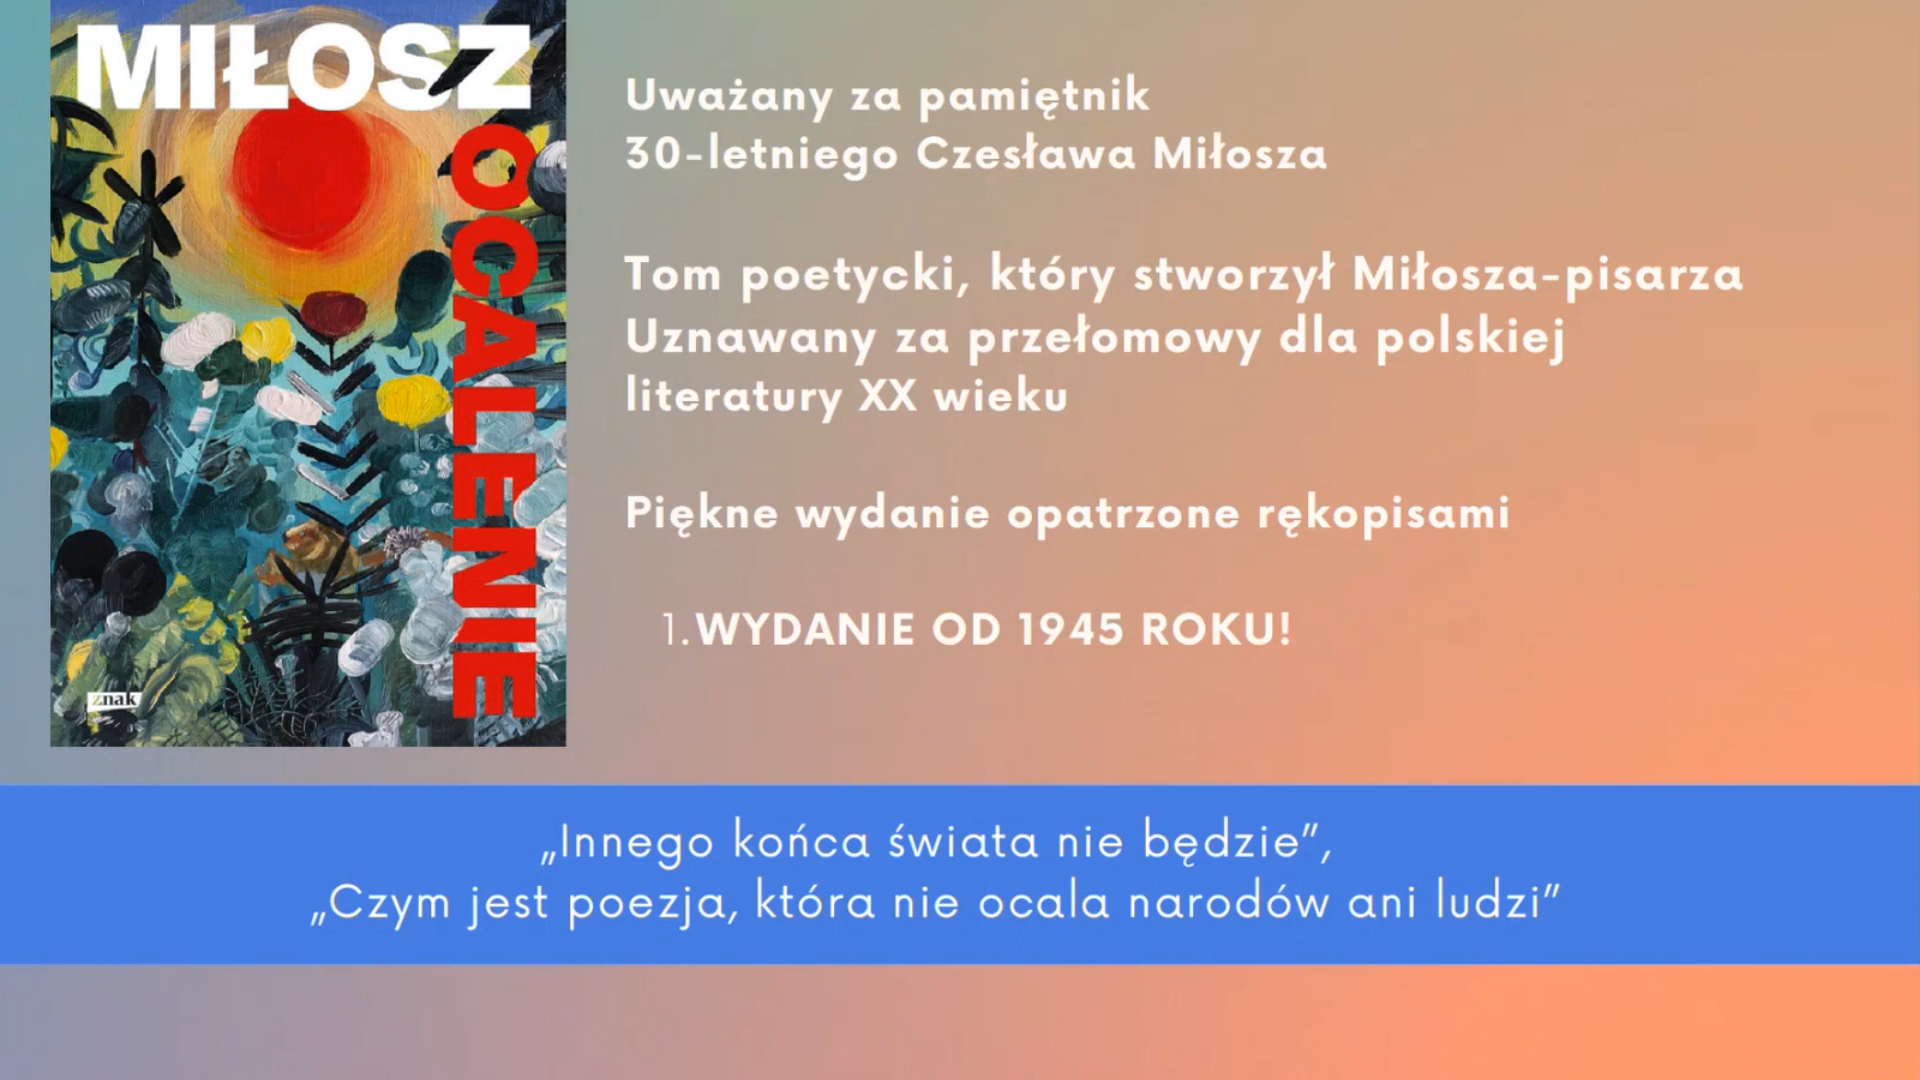 MIŁOSZ
OCALENIE
znak
Uważany za pamiętnik
30-letniego Czesława Miłosza
Tom poetycki, który stworzył Miłosza-pisarza
Uznawany za przełomowy dla polskiej
literatury XX wieku
Piękne wydanie opatrzone rękopisami
1.WYDANIE OD 1945 ROKU!
„Innego końca świata nie będzie”,
„Czym jest poezja, która nie ocala narodów ani ludzi”